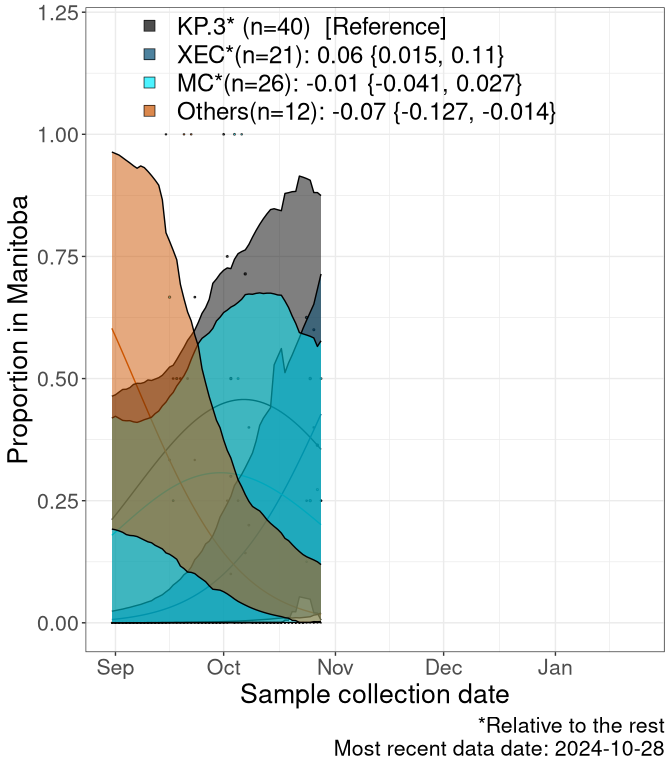 1.25
KP.3* (n=40) [Reference]
XEC*(n=21): 0.06 {0.015, 0.11}
MC*(n=26): -0.01 {-0.041, 0.027}
Others(n=12): -0.07 {-0.127, -0.014}
1.00
0.75
0.50
0.25
0.00
Proportion in Manitoba
Sep Oct Nov Dec Jan
Sample collection date
*Relative to the rest
Most recent data date: 2024-10-28